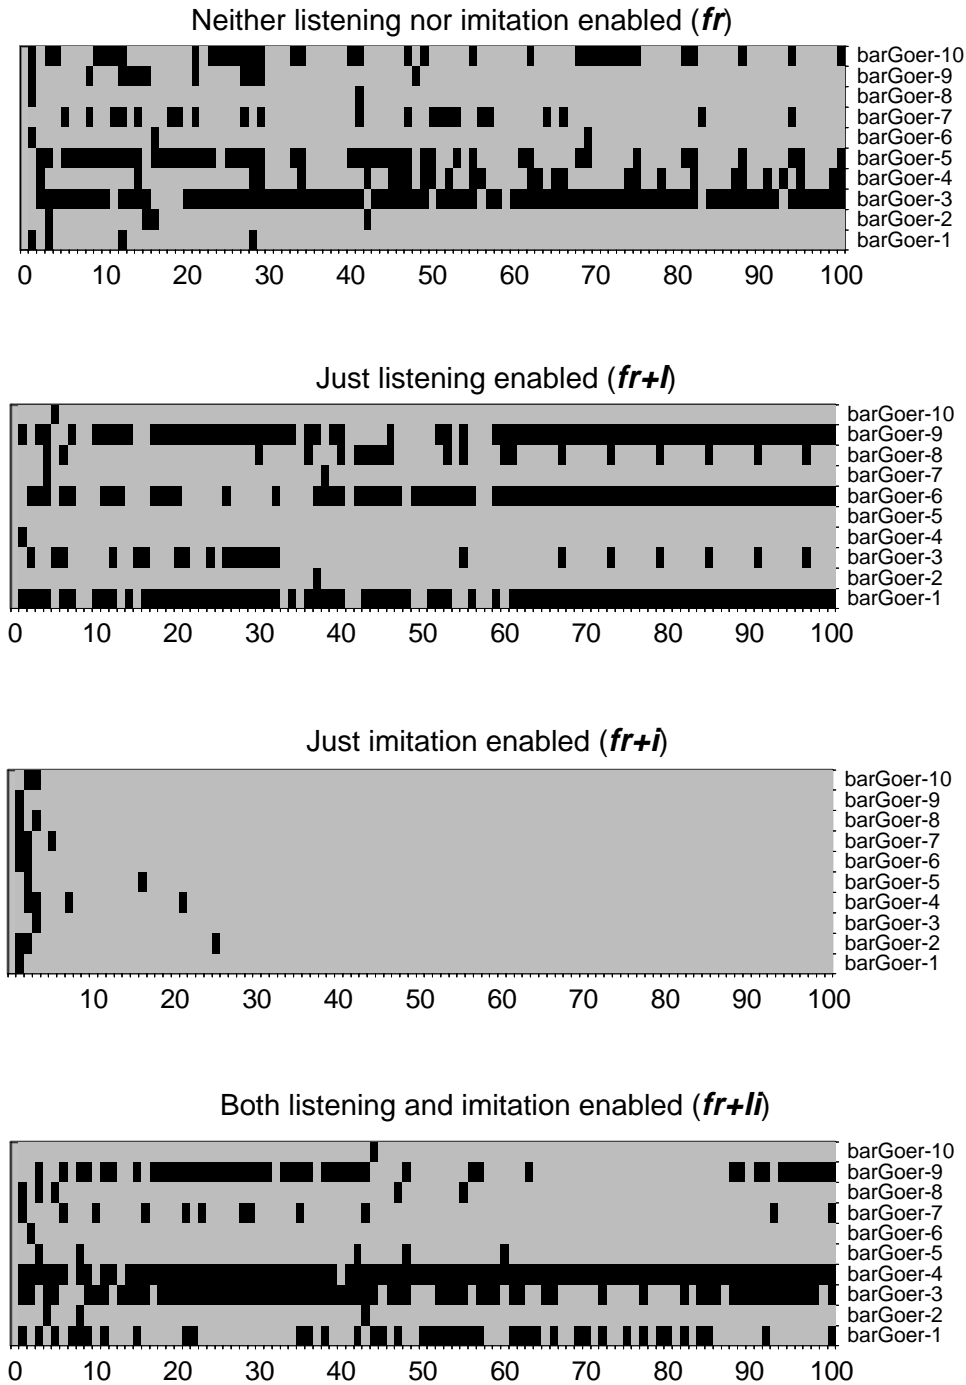 Neither listening nor imitation enabled (fr)
barGoer-10
barGoer-9
barGoer-8
barGoer-7
barGoer-6
barGoer-5
barGoer-4
barGoer-3
barGoer-2
barGoer-1
0 10 20 30 40 50 60 70 80 90 100
Just listening enabled (fr+l)
barGoer-10
barGoer-9
barGoer-8
barGoer-7
barGoer-6
barGoer-5
barGoer-4
barGoer-3
barGoer-2
barGoer-1
0 10 20 30 40 50 60 70 80 90 100
Just imitation enabled (fr+i)
barGoer-10
barGoer-9
barGoer-8
barGoer-7
barGoer-6
barGoer-5
barGoer-4
barGoer-3
barGoer-2
barGoer-1
10 20 30 40 50 60 70 80 90 100
Both listening and imitation enabled (fr+li)
barGoer-10
barGoer-9
barGoer-8
barGoer-7
barGoer-6
barGoer-5
barGoer-4
barGoer-3
barGoer-2
barGoer-1
0 10 20 30 40 50 60 70 80 90 100